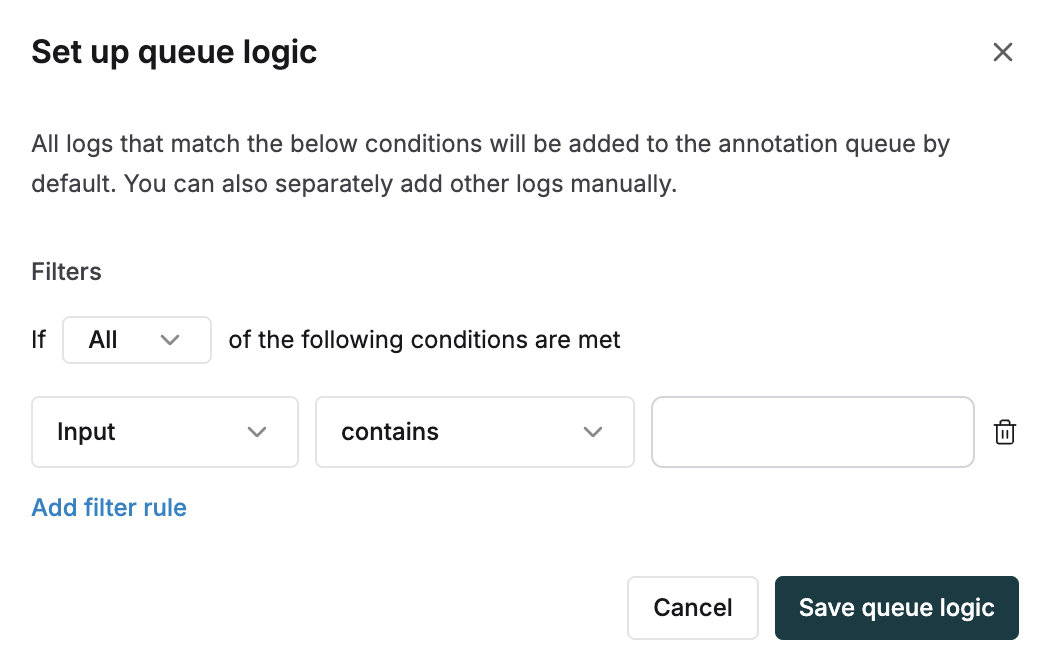 Set up queue logic
All logs that match the below conditions will be added to the annotation queue by
default. You can also separately add other logs manually.
Filters
If All of the following conditions are met
Input contains
Add filter rule
Cancel Save queue logic